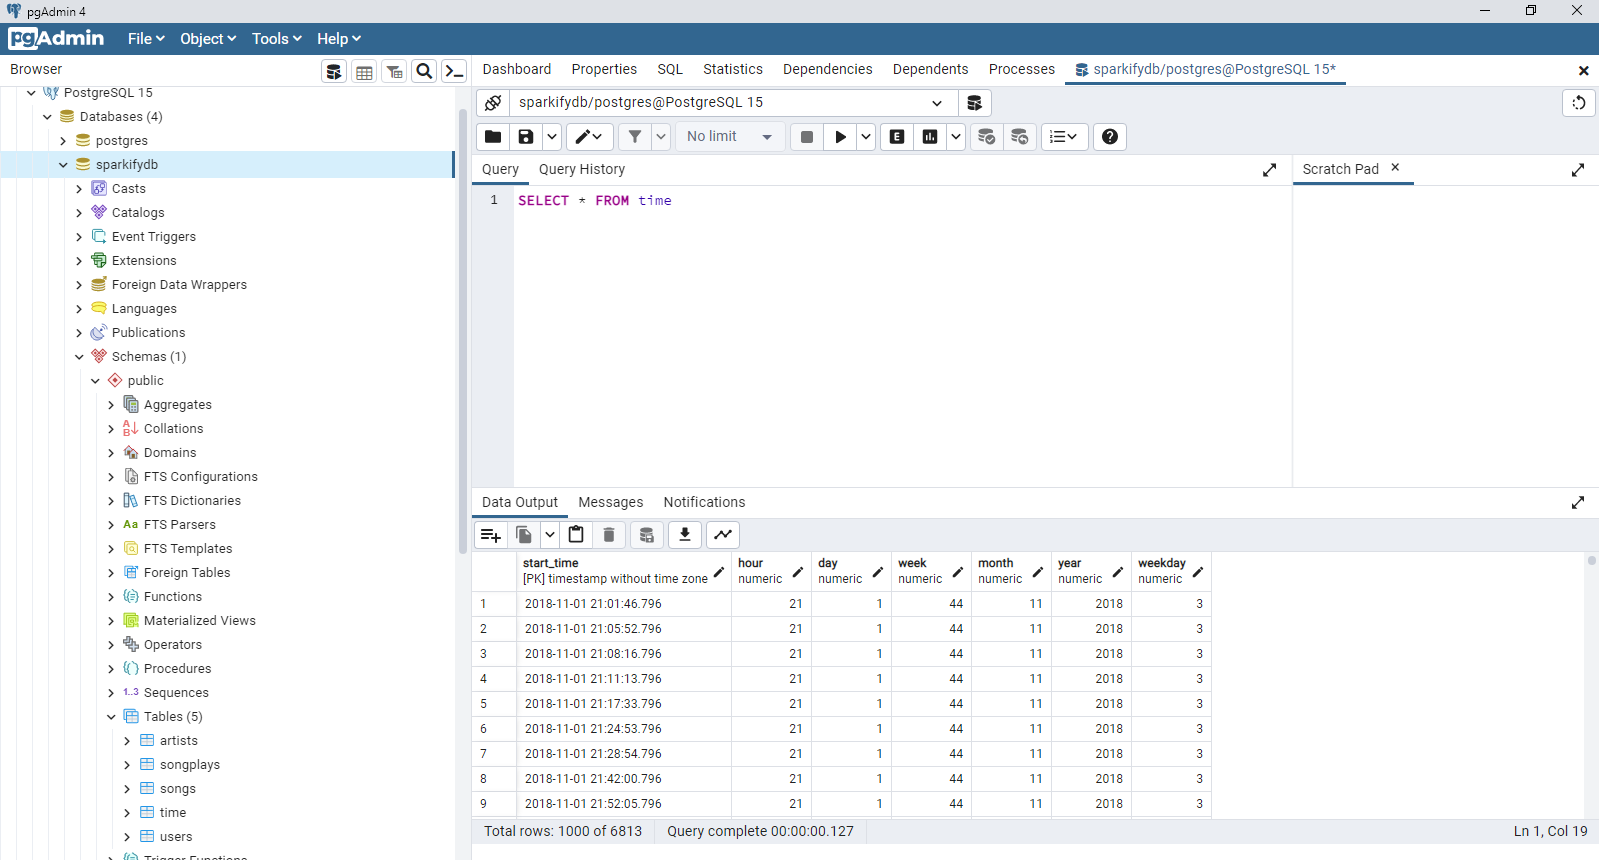 pgAdmin 4
pgAdmin File Object Tools Help
Browser
PostgreSQL 15
Databases (4)
postgres
sparkifydb
Casts
Catalogs
Event Triggers
Extensions
Foreign Data Wrappers
Languages
Publications
Schemas (1)
public
Aggregates
Collations
Domains
FTS Configurations
FTS Dictionaries
Aa FTS Parsers
FTS Templates
Foreign Tables
Functions
Materialized Views
Operators
Procedures
1..3 Sequences
Tables (5)
artists
songplays
songs
time
users
Trigger Functions
Dashboard Properties SQL Statistics Dependencies Dependents Processes sparkifydb/postgres@PostgreSQL 15*
sparkifydb/postgres@PostgreSQL 15
No limit E
Query Query History
1 SELECT * FROM time
Scratch Pad
Data Output Messages Notifications
start_time hour day week month year weekday
[PK] timestamp without time zone numeric numeric numeric numeric numeric numeric
1 2018-11-01 21:01:46.796 21 1 44 11 2018 3
2 2018-11-01 21:05:52.796 21 1 44 11 2018 3
3 2018-11-01 21:08:16.796 21 1 44 11 2018 3
4 2018-11-01 21:11:13.796 21 1 44 11 2018 3
5 2018-11-01 21:17:33.796 21 1 44 11 2018 3
6 2018-11-01 21:24:53.796 21 1 44 11 2018 3
7 2018-11-01 21:28:54.796 21 1 44 11 2018 3
8 2018-11-01 21:42:00.796 21 1 44 11 2018 3
9 2018-11-01 21:52:05.796 21 1 44 11 2018 3
Total rows: 1000 of 6813 Query complete 00:00:00.127 Ln 1, Col 19